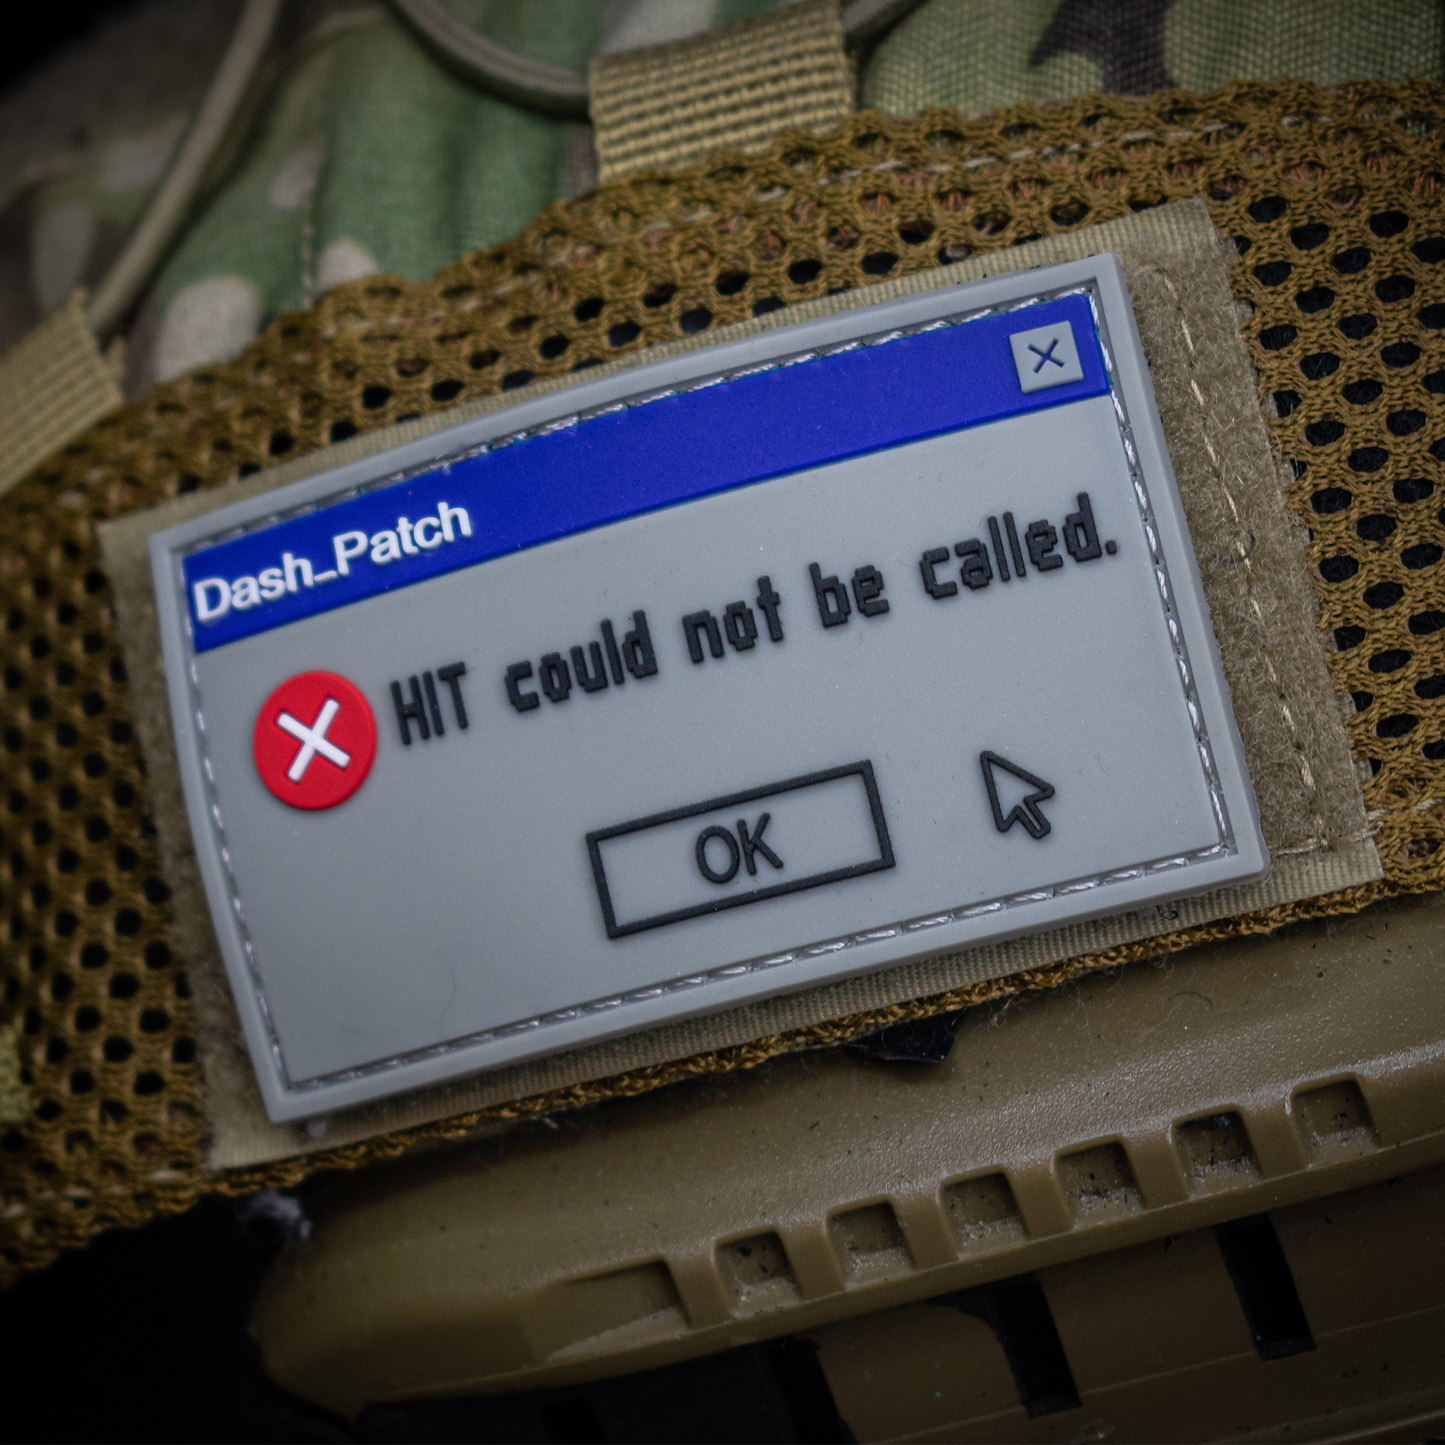 Dash_Patch
HIT could not be called.
OK